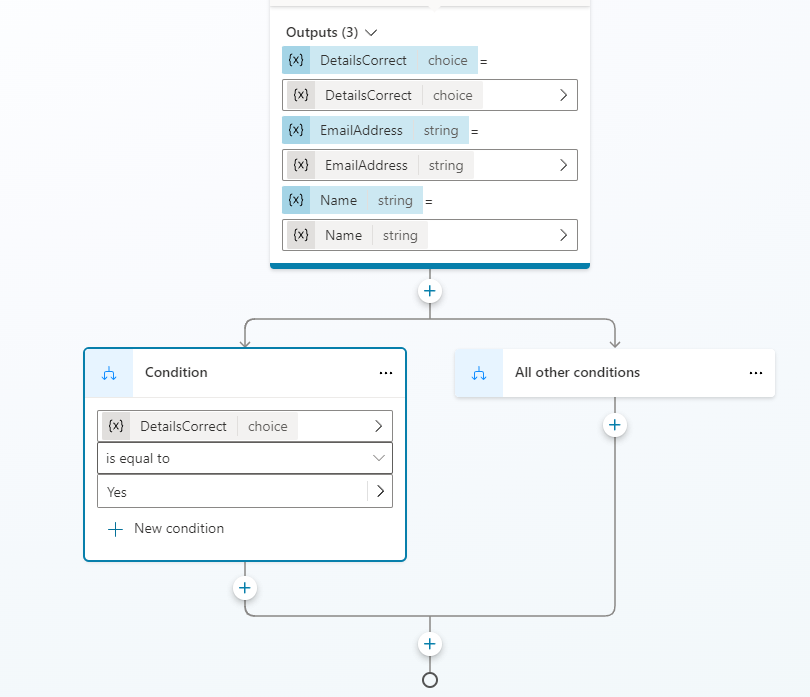 Outputs (3)
{x} DetailsCorrect choice =
{x} DetailsCorrect choice
{x} EmailAddress string =
{x} EmailAddress string
{x} Name string =
{x} Name string
Condition ...
All other conditions ...
{x} DetailsCorrect choice
is equal to
Yes
New condition